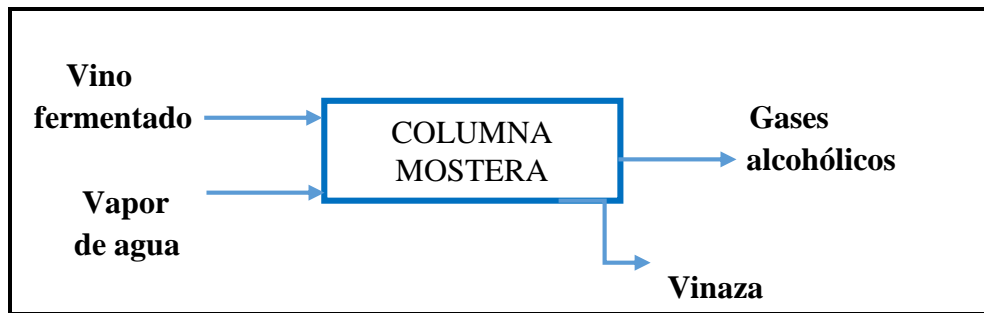 Vino
fermentado
Vapor
de agua
COLUMNA
MOSTERA
Gases
alcohólicos
Vinaza